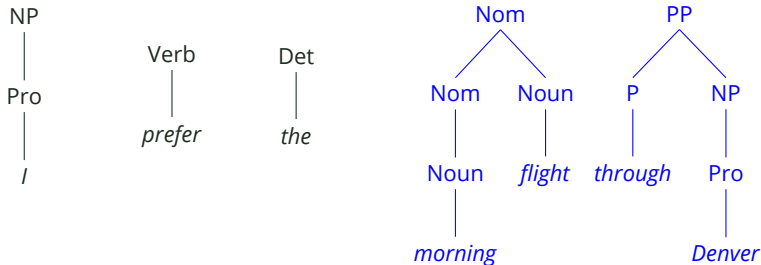 NP Nom PP
Verb Det
Pro Nom Noun P NP
prefer the
I Noun flight through Pro
morning Denver